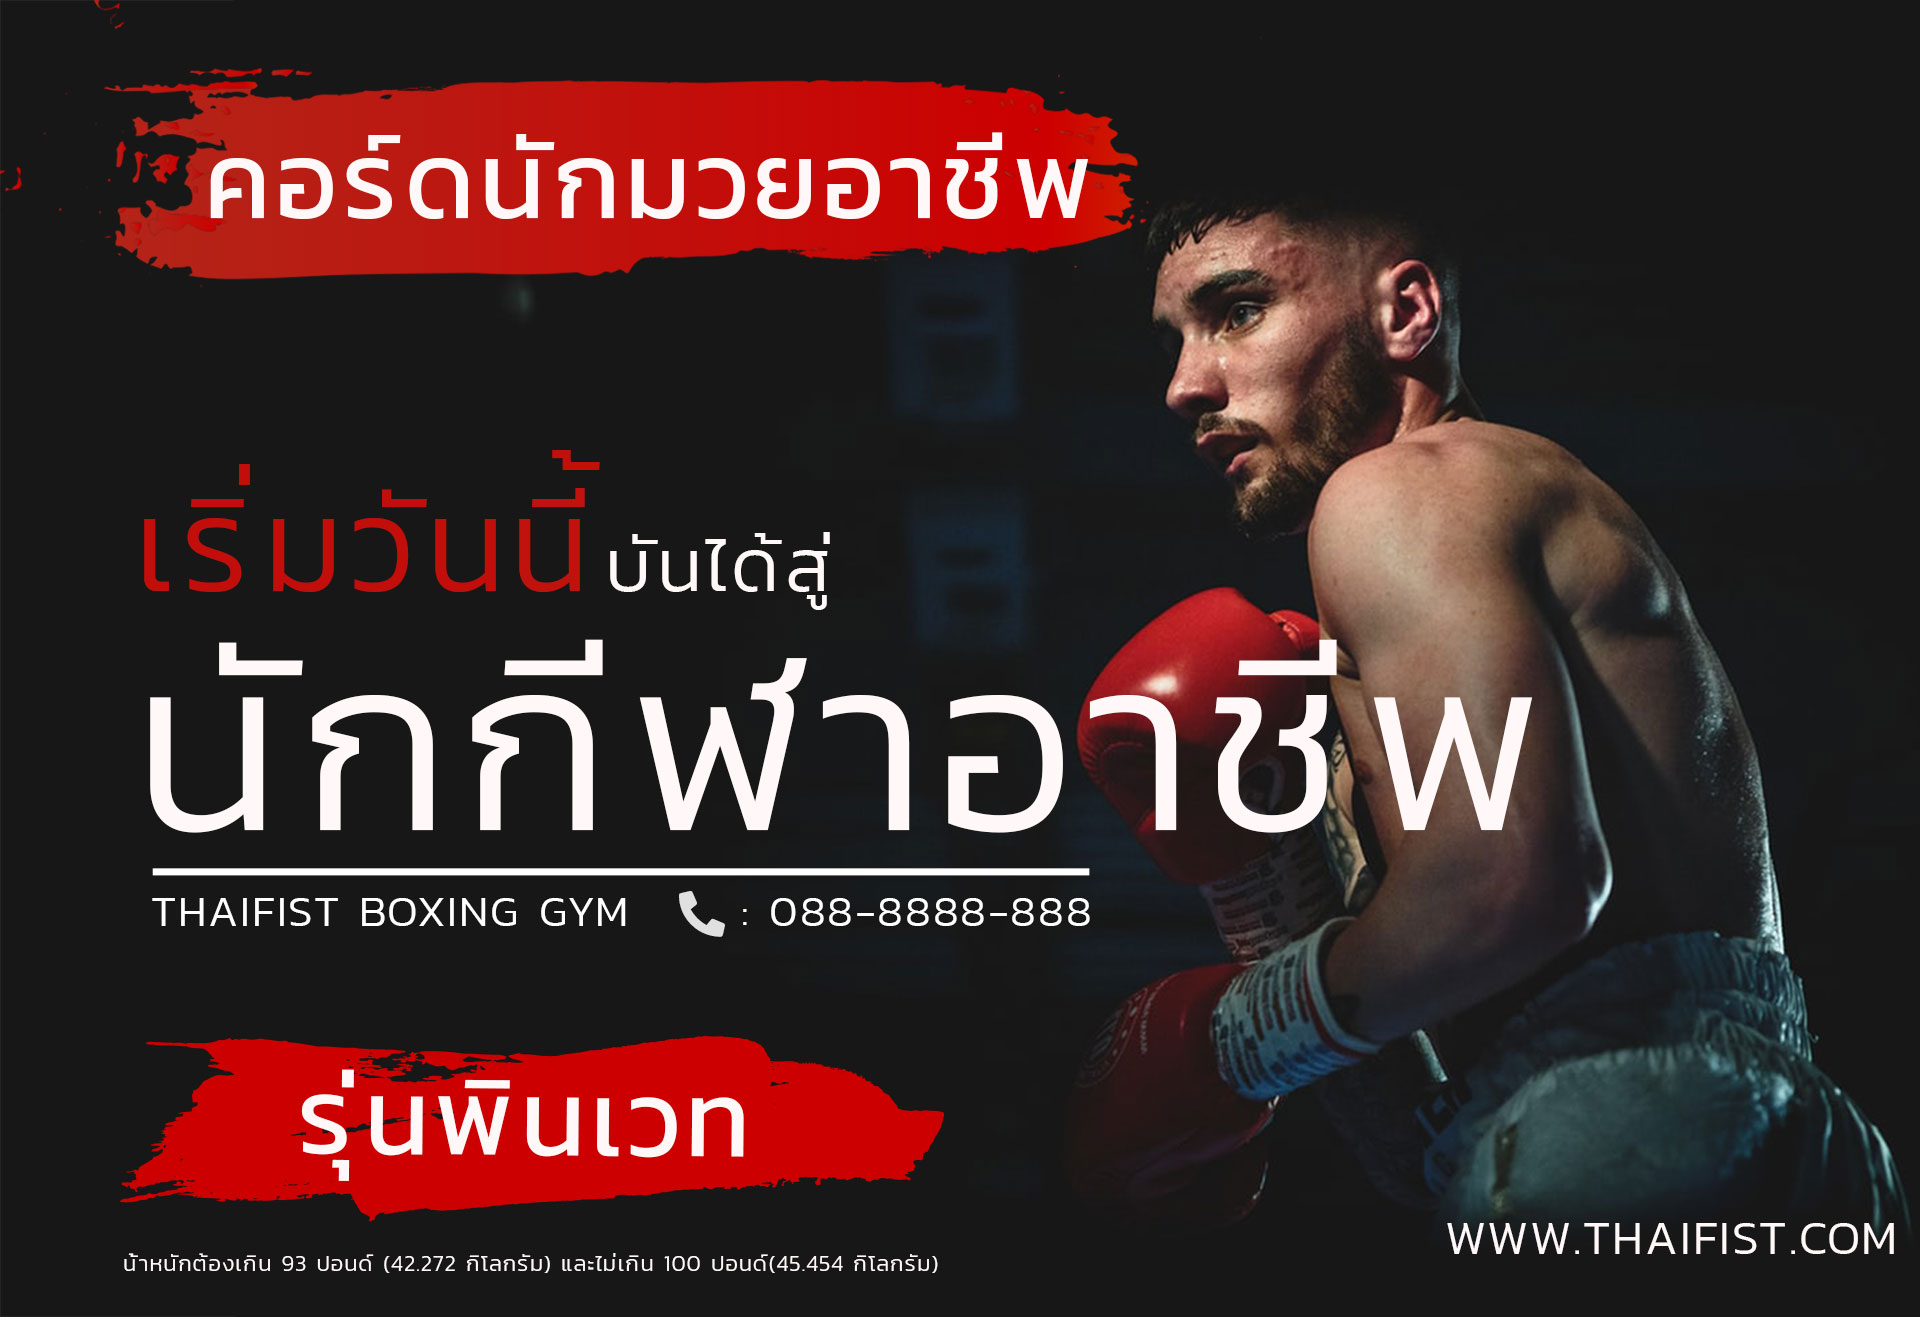 คอร์ดนักมวยอาชีพ
เริ่มวันนี้ บันได้สู่
นักกีฬาอาชีพ
THAIFIST BOXING GYM : 088-8888-888
รุ่นพินเวท
น้าหนักต้องเกิน 93 ปอนด์ (42.272 กิโลกรัม) และไม่เกิน 100 ปอนด์(45.454 กิโลกรัม)
WWW.THAIFIST.COM